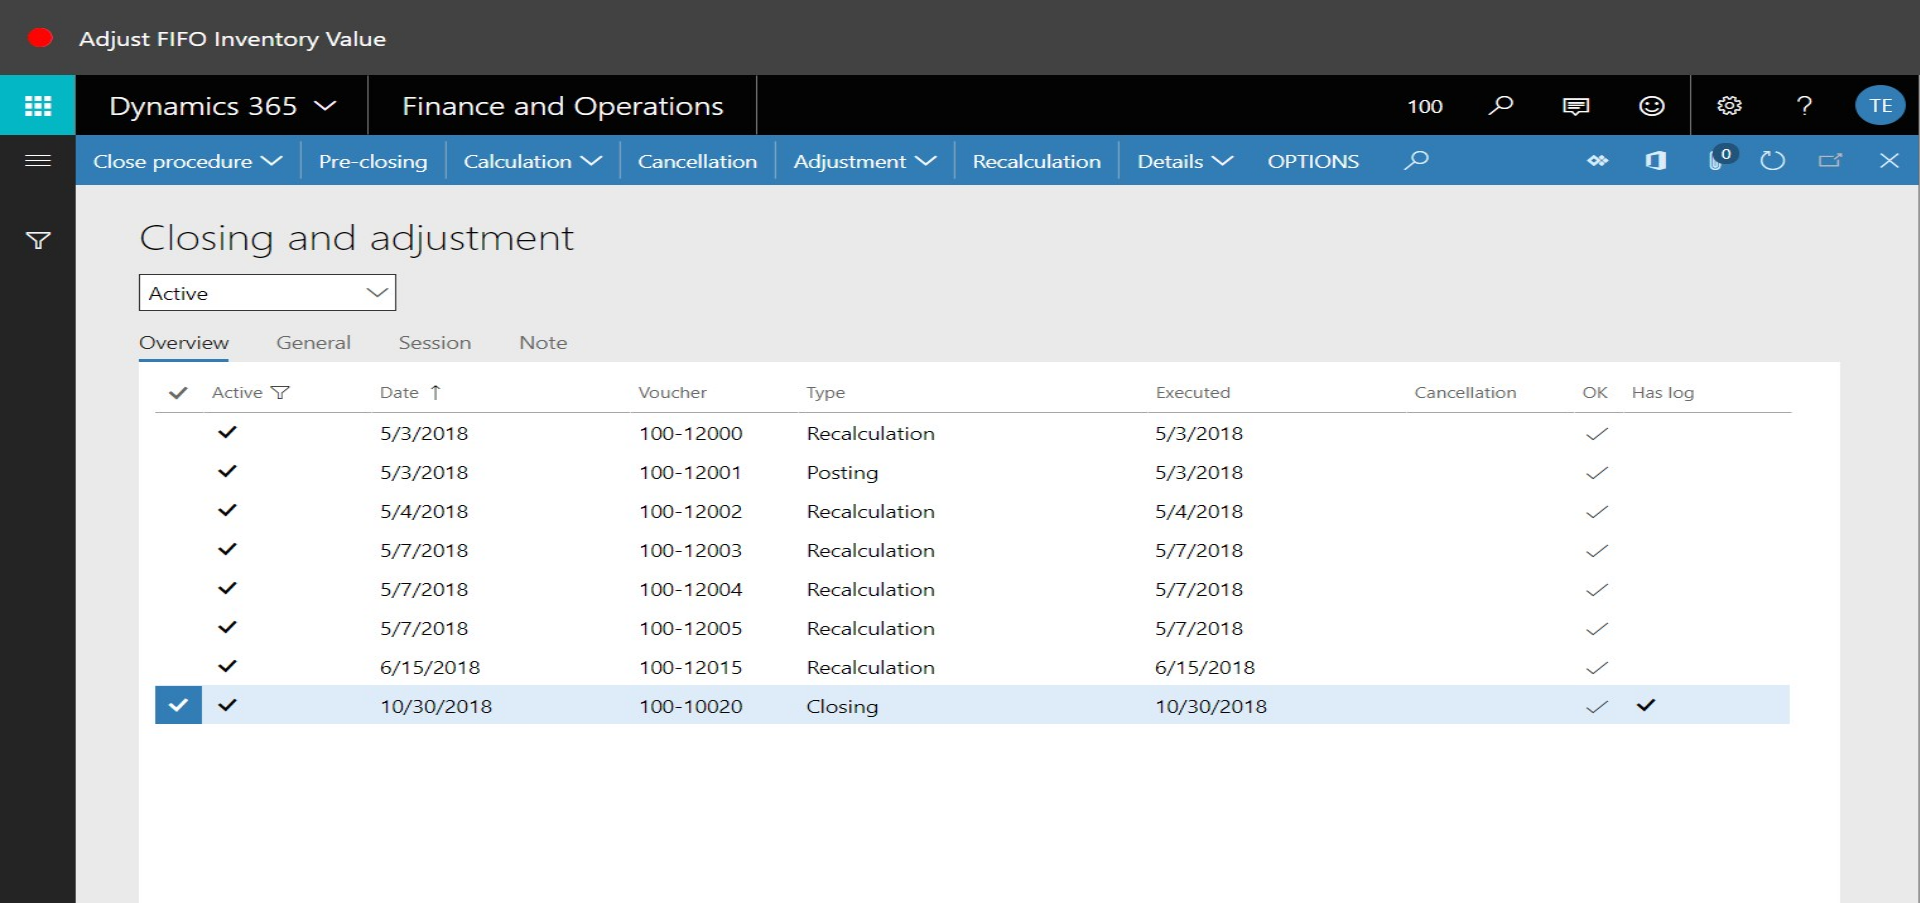 Adjust FIFO Inventory Value
Dynamics 365 Finance and Operations 100 ? TE
Close procedure Pre-closing Calculation Cancellation Adjustment Recalculation Details OPTIONS 0
Closing and adjustment
Active
Overview General Session Note
Active Date Voucher Type Executed Cancellation OK Has log
5/3/2018 100-12000 Recalculation 5/3/2018
5/3/2018 100-12001 Posting 5/3/2018
5/4/2018 100-12002 Recalculation 5/4/2018
5/7/2018 100-12003 Recalculation 5/7/2018
5/7/2018 100-12004 Recalculation 5/7/2018
5/7/2018 100-12005 Recalculation 5/7/2018
6/15/2018 100-12015 Recalculation 6/15/2018
10/30/2018 100-10020 Closing 10/30/2018